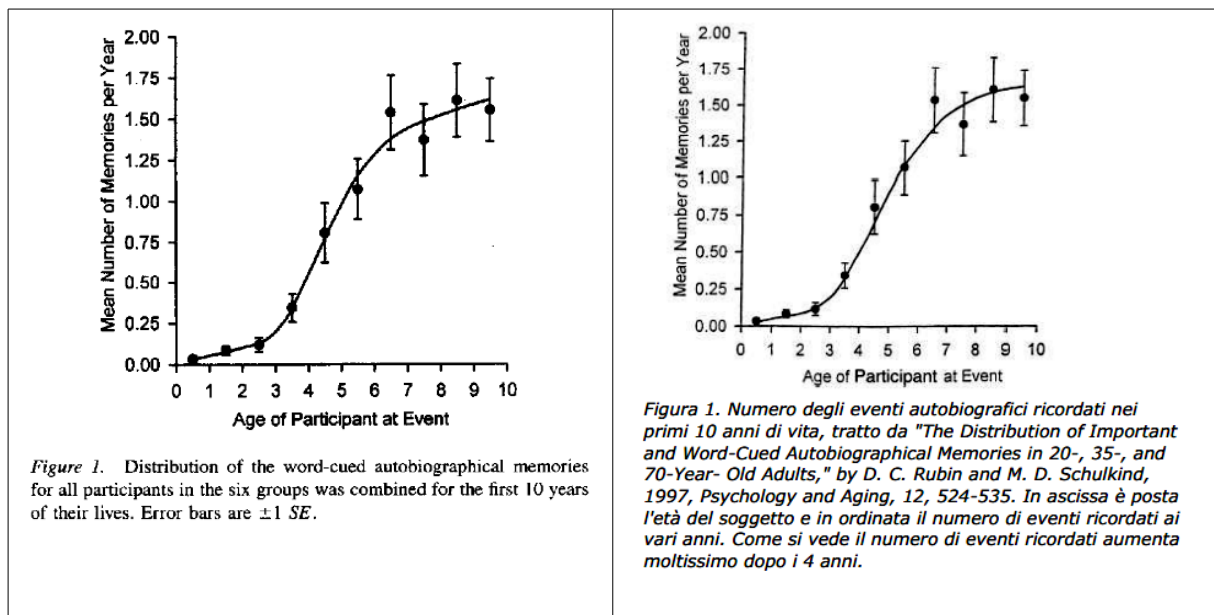 Mean Number of Memories per Year
2.00
1.75
1.50
1.25
1.00
0.75
0.50
0.25
0.00
0 1 2 3 4 5 6 7 8 9 10
Age of Participant at Event
Figure 1. Distribution of the word-cued autobiographical memories
for all participants in the six groups was combined for the first 10 years
of their lives. Error bars are ±1 SE.
Mean Number of Memories per Year
2.00
1.75
1.50
1.25
1.00
0.75
0.50
0.25
0.00
0 1 2 3 4 5 6 7 8 9 10
Age of Participant at Event
Figura 1. Numero degli eventi autobiografici ricordati nei
primi 10 anni di vita, tratto da "The Distribution of Important
and Word-Cued Autobiographical Memories in 20-, 35-, and
70-Year- Old Adults," by D. C. Rubin and M. D. Schulkind,
1997, Psychology and Aging, 12, 524-535. In ascissa è posta
l'età del soggetto e in ordinata il numero di eventi ricordati ai
vari anni. Come si vede il numero di eventi ricordati aumenta
moltissimo dopo i 4 anni.